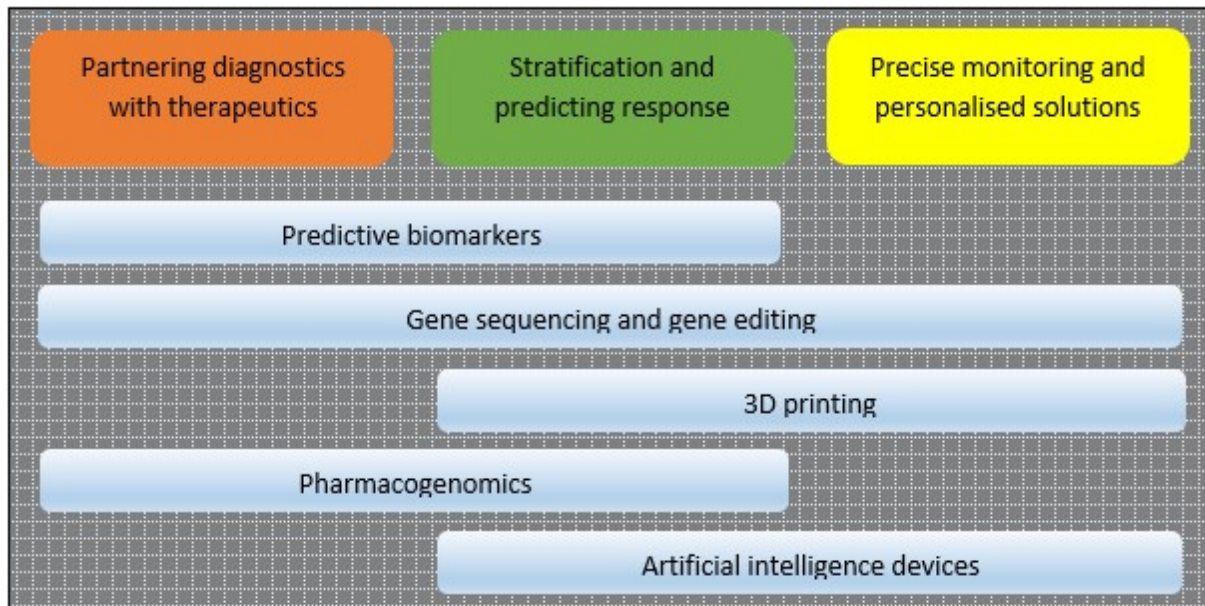 Partnering diagnostics
with therapeutics
Stratification and
predicting response
Precise monitoring and
personalised solutions
Predictive biomarkers
Gene sequencing and gene editing
3D printing
Pharmacogenomics
Artificial intelligence devices